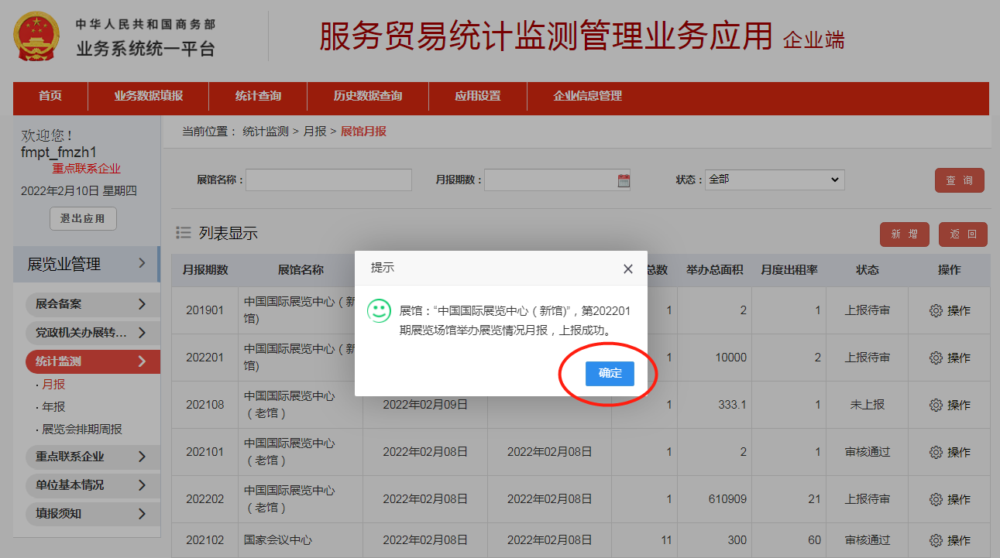 中华人民共和国商务部
业务系统统一平台
服务贸易统计监测管理业务应用 企业端
首页 业务数据填报 统计查询 历史数据查询 应用设置 企业信息管理
欢迎您！
fmpt_fmzh1
重点联系企业
2022年2月10日 星期四
退出应用
展览业管理
展会备案
党政机关办展转...
统计监测
· 月报
· 年报
· 展览会排期周报
重点联系企业
单位基本情况
填报须知
当前位置： 统计监测 > 月报 > 展馆月报
展馆名称： 月报期数： 状态： 全部 查 询
列表显示 新 增 返 回
月报期数 展馆名称 总数 举办总面积 月度出租率 状态 操作
201901 中国国际展览中心（新馆） 1 2 1 上报待审 操作
202201 中国国际展览中心（新馆） 1 10000 2 上报待审 操作
202108 中国国际展览中心（老馆） 2022年02月09日 1 333.1 1 未上报 操作
202101 中国国际展览中心（老馆） 2022年02月08日 2022年02月08日 1 2 1 审核通过 操作
202202 中国国际展览中心（老馆） 2022年02月08日 2022年02月08日 1 610909 21 上报待审 操作
202102 国家会议中心 2022年02月08日 2022年02月08日 11 300 60 审核通过 操作
提示
展馆：“中国国际展览中心（新馆)”，第202201
期展览场馆举办展览情况月报，上报成功。
确定